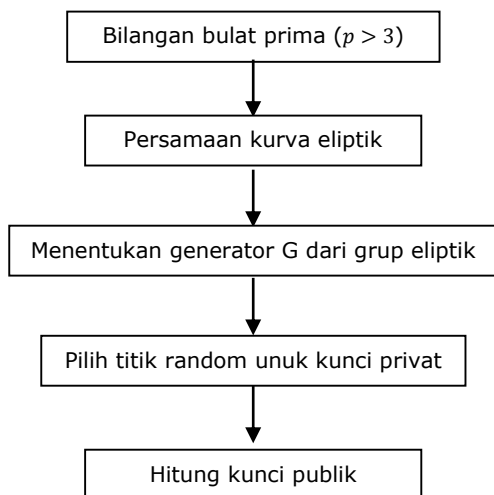 Bilangan bulat prima (𝑝 > 3)
Persamaan kurva eliptik
Menentukan generator G dari grup eliptik
Pilih titik random unuk kunci privat
Hitung kunci publik